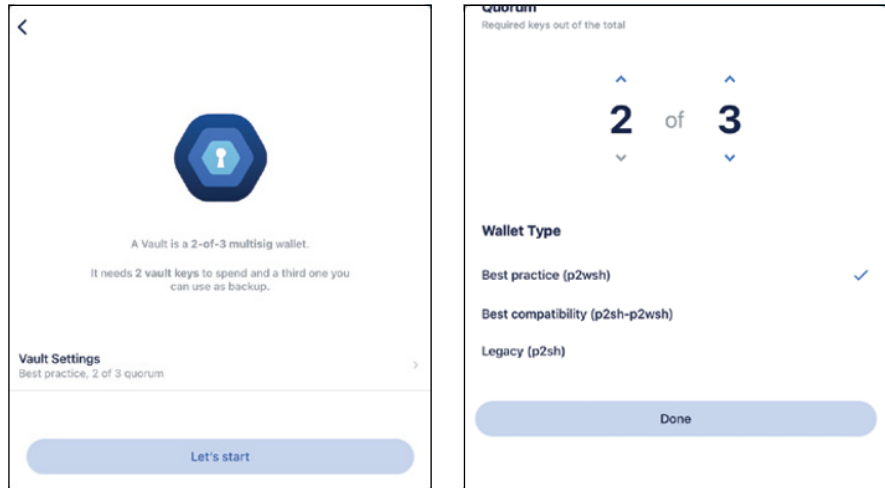 A Vault is a 2-of-3 multisig wallet.
It needs 2 vault keys to spend and a third one you
can use as backup.
Vault Settings
Best practice, 2 of 3 quorum
Let's start
Quorum
Required keys out of the total
2 of 3
Wallet Type
Best practice (p2wsh)
Best compatibility (p2sh-p2wsh)
Legacy (p2sh)
Done